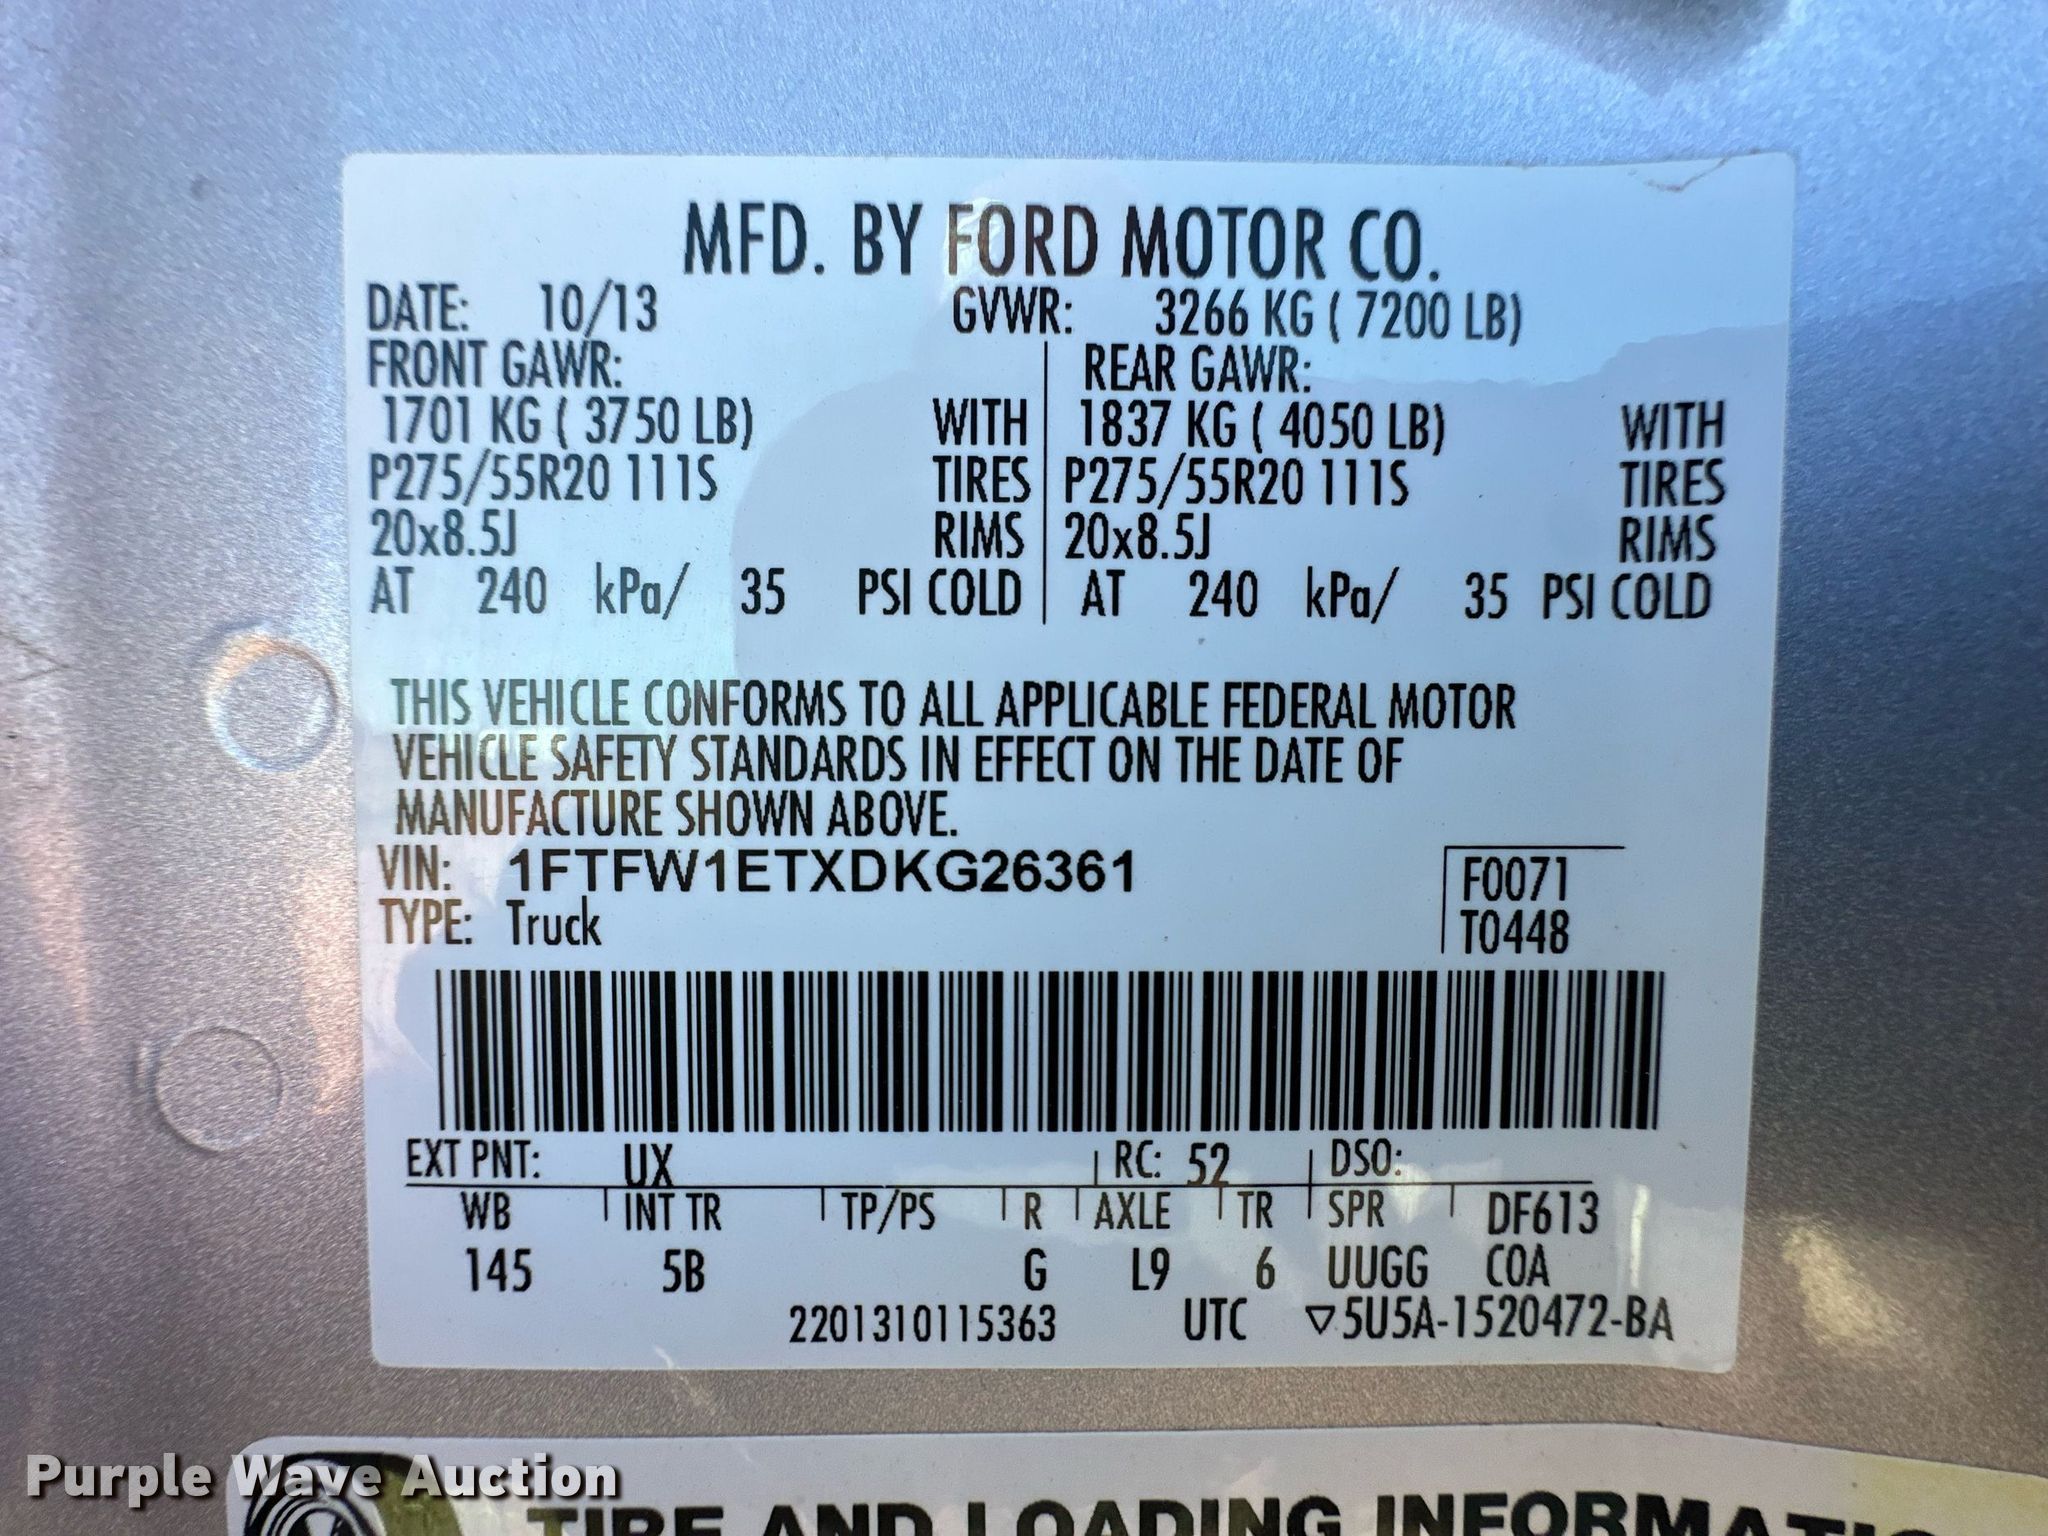 MFD. BY FORD MOTOR CO.
DATE: 10/13 GVWR: 3266 KG ( 7200 LB)
FRONT GAWR: REAR GAWR:
1701 KG ( 3750 LB) WITH 1837 KG ( 4050 LB) WITH
P275/55R20 111S TIRES P275/55R20 111S TIRES
20x8.5J RIMS 20x8.5J RIMS
AT 240 kPa/ 35 PSI COLD AT 240 kPa/ 35 PSI COLD
THIS VEHICLE CONFORMS TO ALL APPLICABLE FEDERAL MOTOR
VEHICLE SAFETY STANDARDS IN EFFECT ON THE DATE OF
MANUFACTURE SHOWN ABOVE.
VIN: 1FTFW1ETXDKG26361 F0071
TYPE: Truck T0448
EXT PNT: UX RC: 52 DSO:
WB INT TR TP/PS R AXLE TR SPR DF613
145 5B G L9 6 UUGG COA
2201310115363 UTC ▽5U5A-1520472-BA
Purple Wave Auction
TIRE AND LOADING INFORMATIO